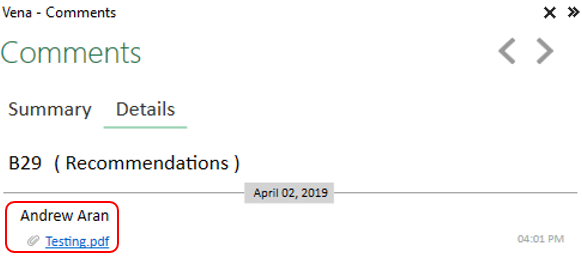 Vena - Comments
Comments
Summary Details
B29 ( Recommendations )
April 02, 2019
Andrew Aran
Testing.pdf 04:01 PM